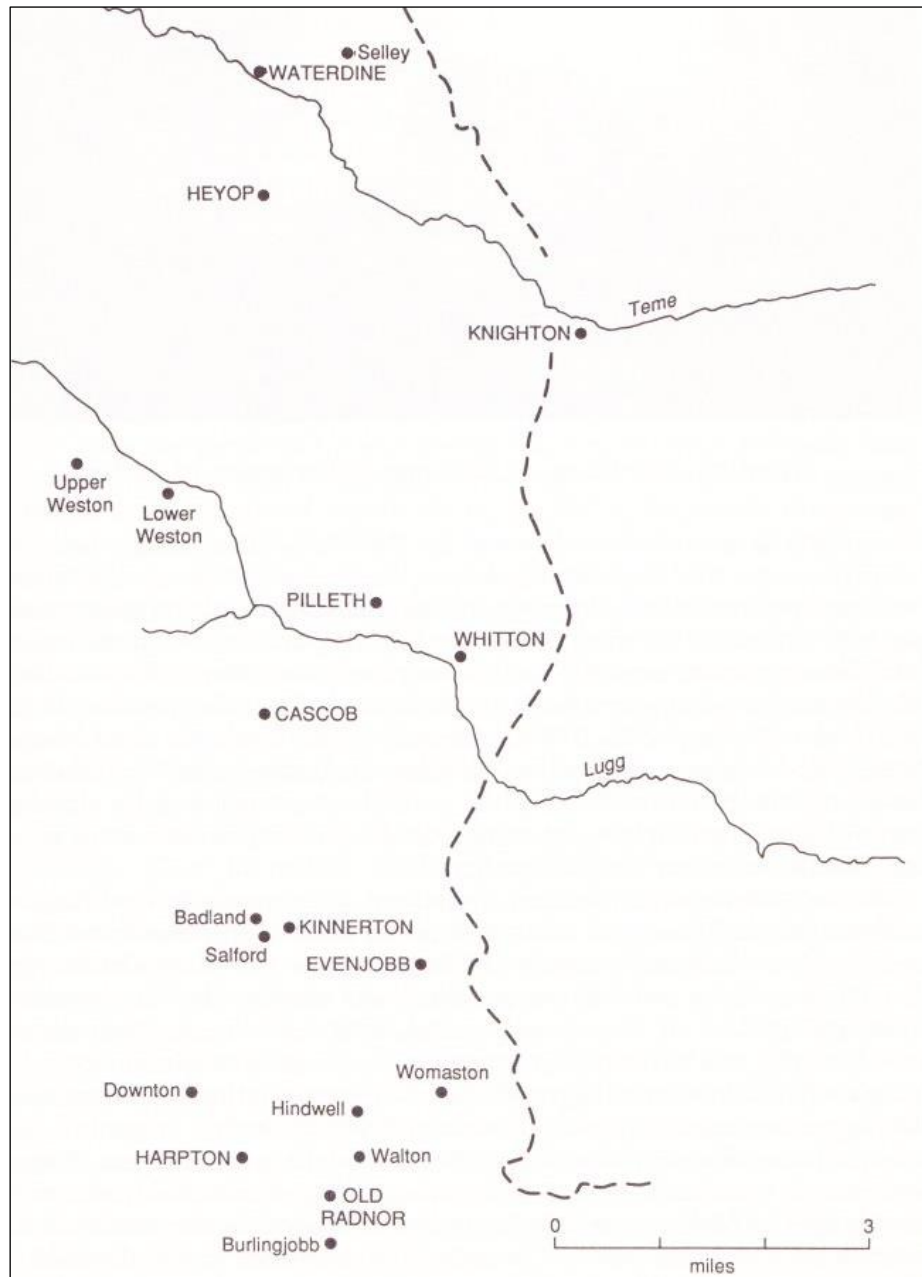 Selley
WATERDINE
HEYOP
Teme
KNIGHTON
Upper
Weston
Lower
Weston
PILLETH
WHITTON
CASCOB
Lugg
Badland
KINNERTON
Salford
EVENJOBB
Womaston
Downton
Hindwell
HARPTON
Walton
OLD
RADNOR
Burlingjobb
0 3
miles